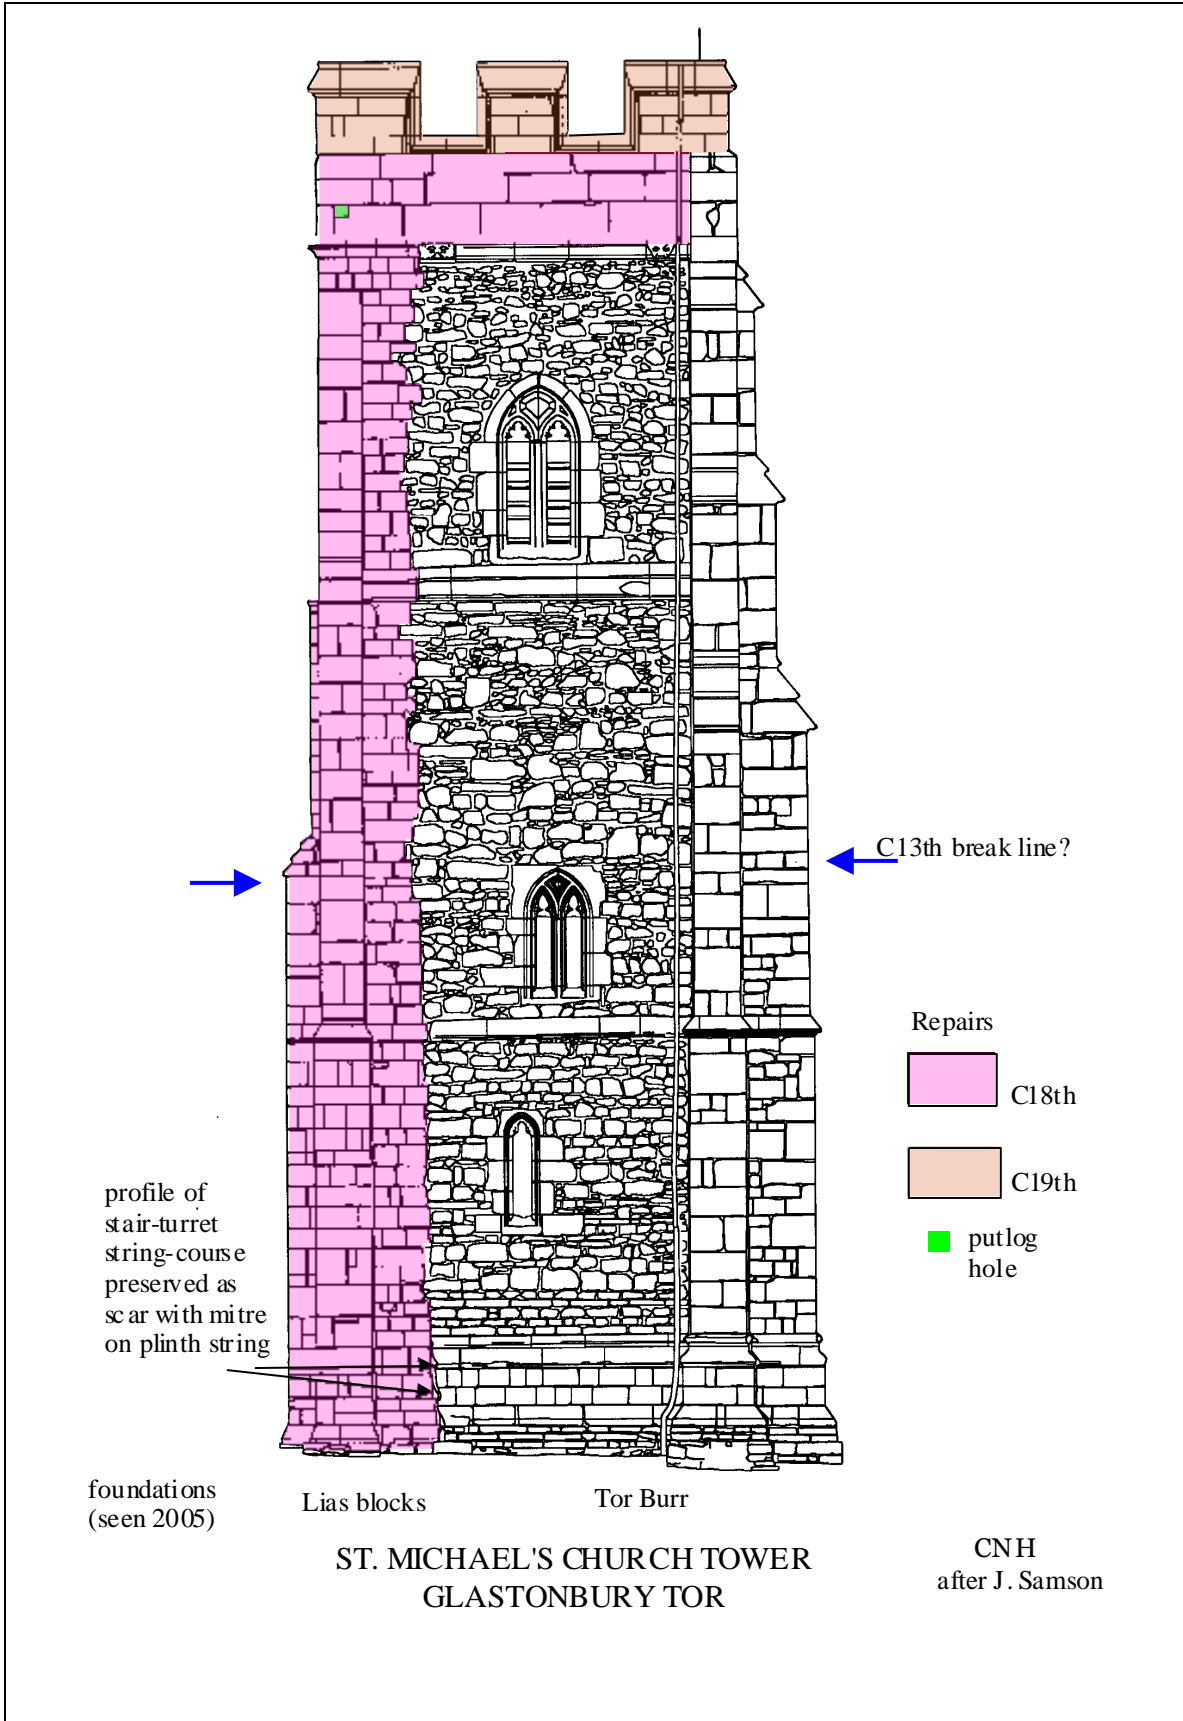 C13th break line?
Repairs
C18th
C19th
putlog
hole
profile of
stair-turret
string-course
preserved as
scar with mitre
on plinth string
foundations
(seen 2005)
Lias blocks
Tor Burr
ST. MICHAEL'S CHURCH TOWER
GLASTONBURY TOR
CNH
after J. Samson